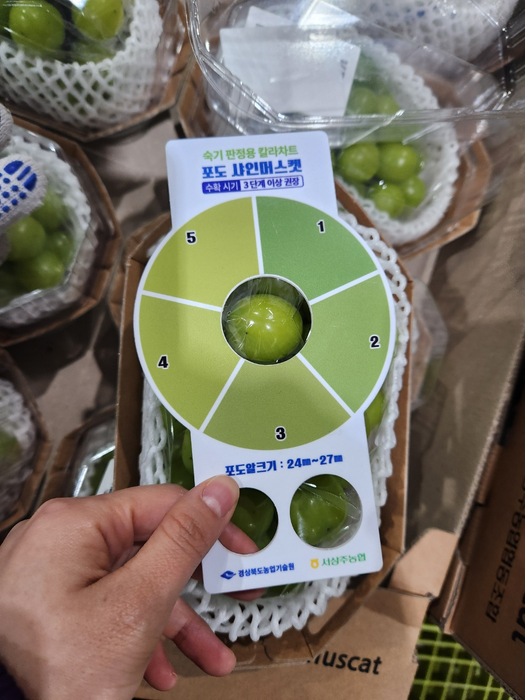 숙기 판정용 칼라차트
포도 샤인머스켓
수확 시기 3단계 이상 권장
5
1
4
2
3
포도알크기 : 24㎜~27㎜
경상북도농업기술원
서상주농협
muscat